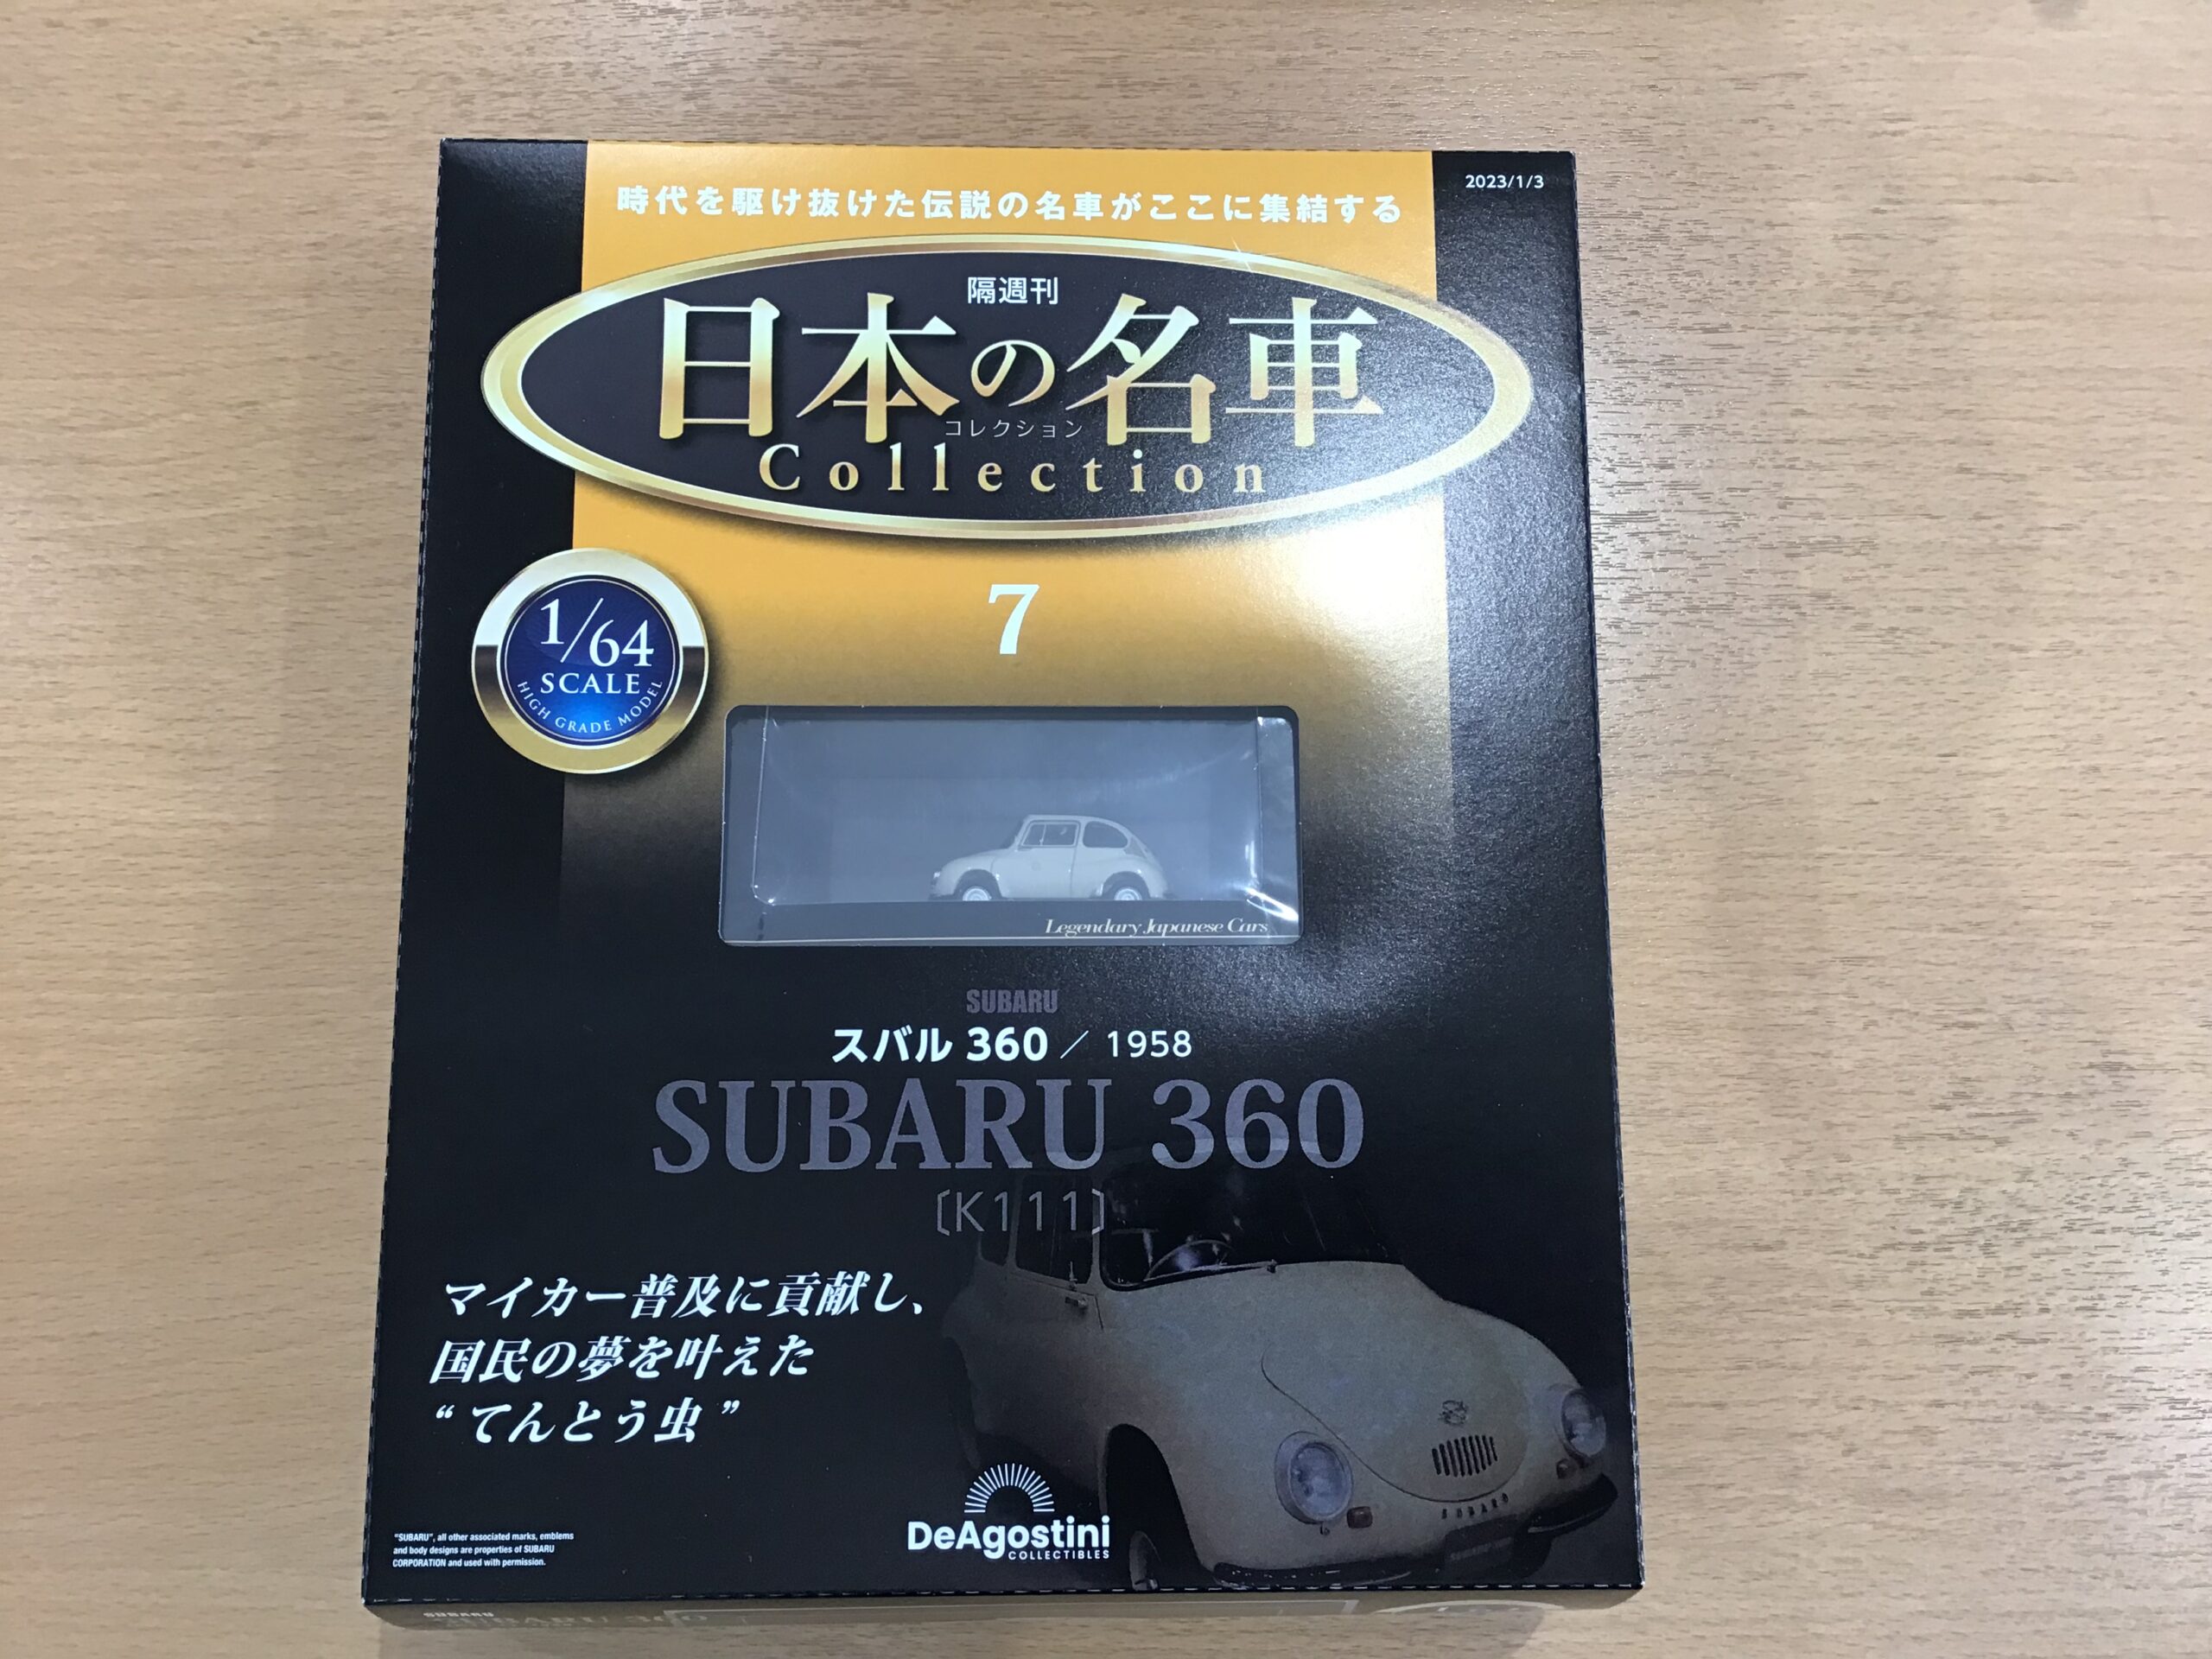 2023/1/3
時代を駆け抜けた伝説の名車がここに集結する
隔週刊
日本の名車
コレクション
Collection
7
1/64
SCALE
HIGH GRADE MODEL
Legendary Japanese Cars
SUBARU
スバル 360 / 1958
SUBARU 360
〔K111〕
マイカー普及に貢献し、
国民の夢を叶えた
“てんとう虫”
SUBARU
DeAgostini
COLLECTIBLES
"SUBARU", all other associated marks, emblems
and body designs are properties of SUBARU
CORPORATION and used with permission.
SUBARU
SUBARU 360